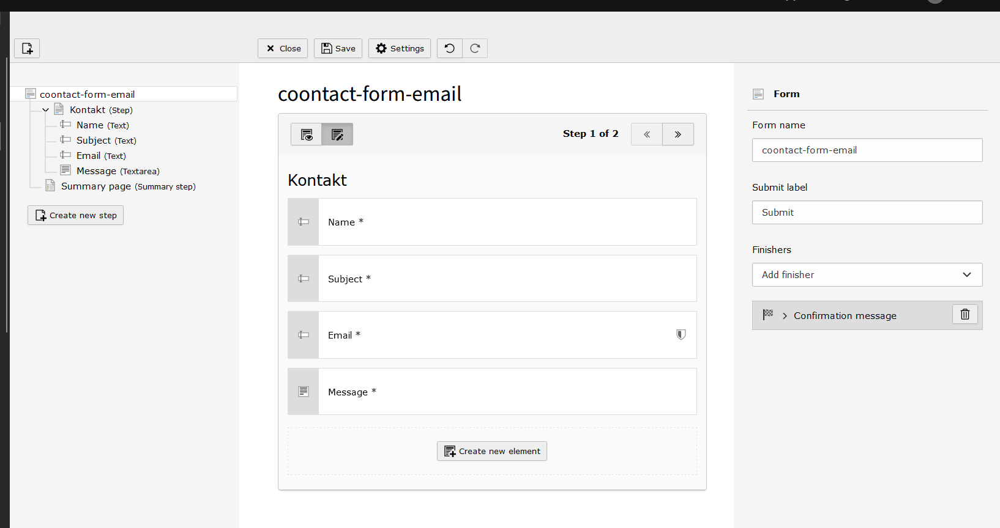 Close
Save
Settings
coontact-form-email
Kontakt (Step)
Name (Text)
Subject (Text)
Email (Text)
Message (Textarea)
Summary page (Summary step)
Create new step
coontact-form-email
Step 1 of 2
Kontakt
Name *
Subject *
Email *
Message *
Create new element
Form
Form name
coontact-form-email
Submit label
Submit
Finishers
Add finisher
Confirmation message